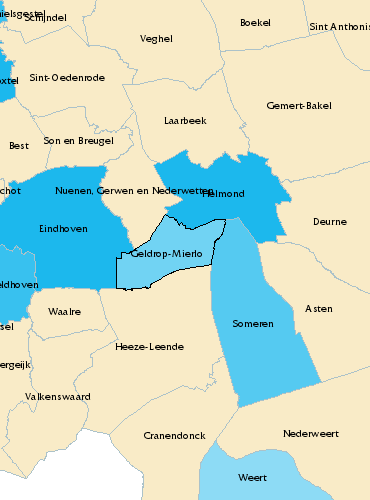 ielsgestel
Schijndel
Boekel
Sint Anthonis
Veghel
oxtel
Sint-Oedenrode
Gemert-Bakel
Laarbeek
Best
Son en Breugel
chot
Nuenen, Gerwen en Nederwetten
Helmond
Eindhoven
Deurne
Geldrop-Mierlo
eldhoven
Waalre
Asten
Someren
sel
Heeze-Leende
ergeijk
Valkenswaard
Cranendonck
Nederweert
Weert